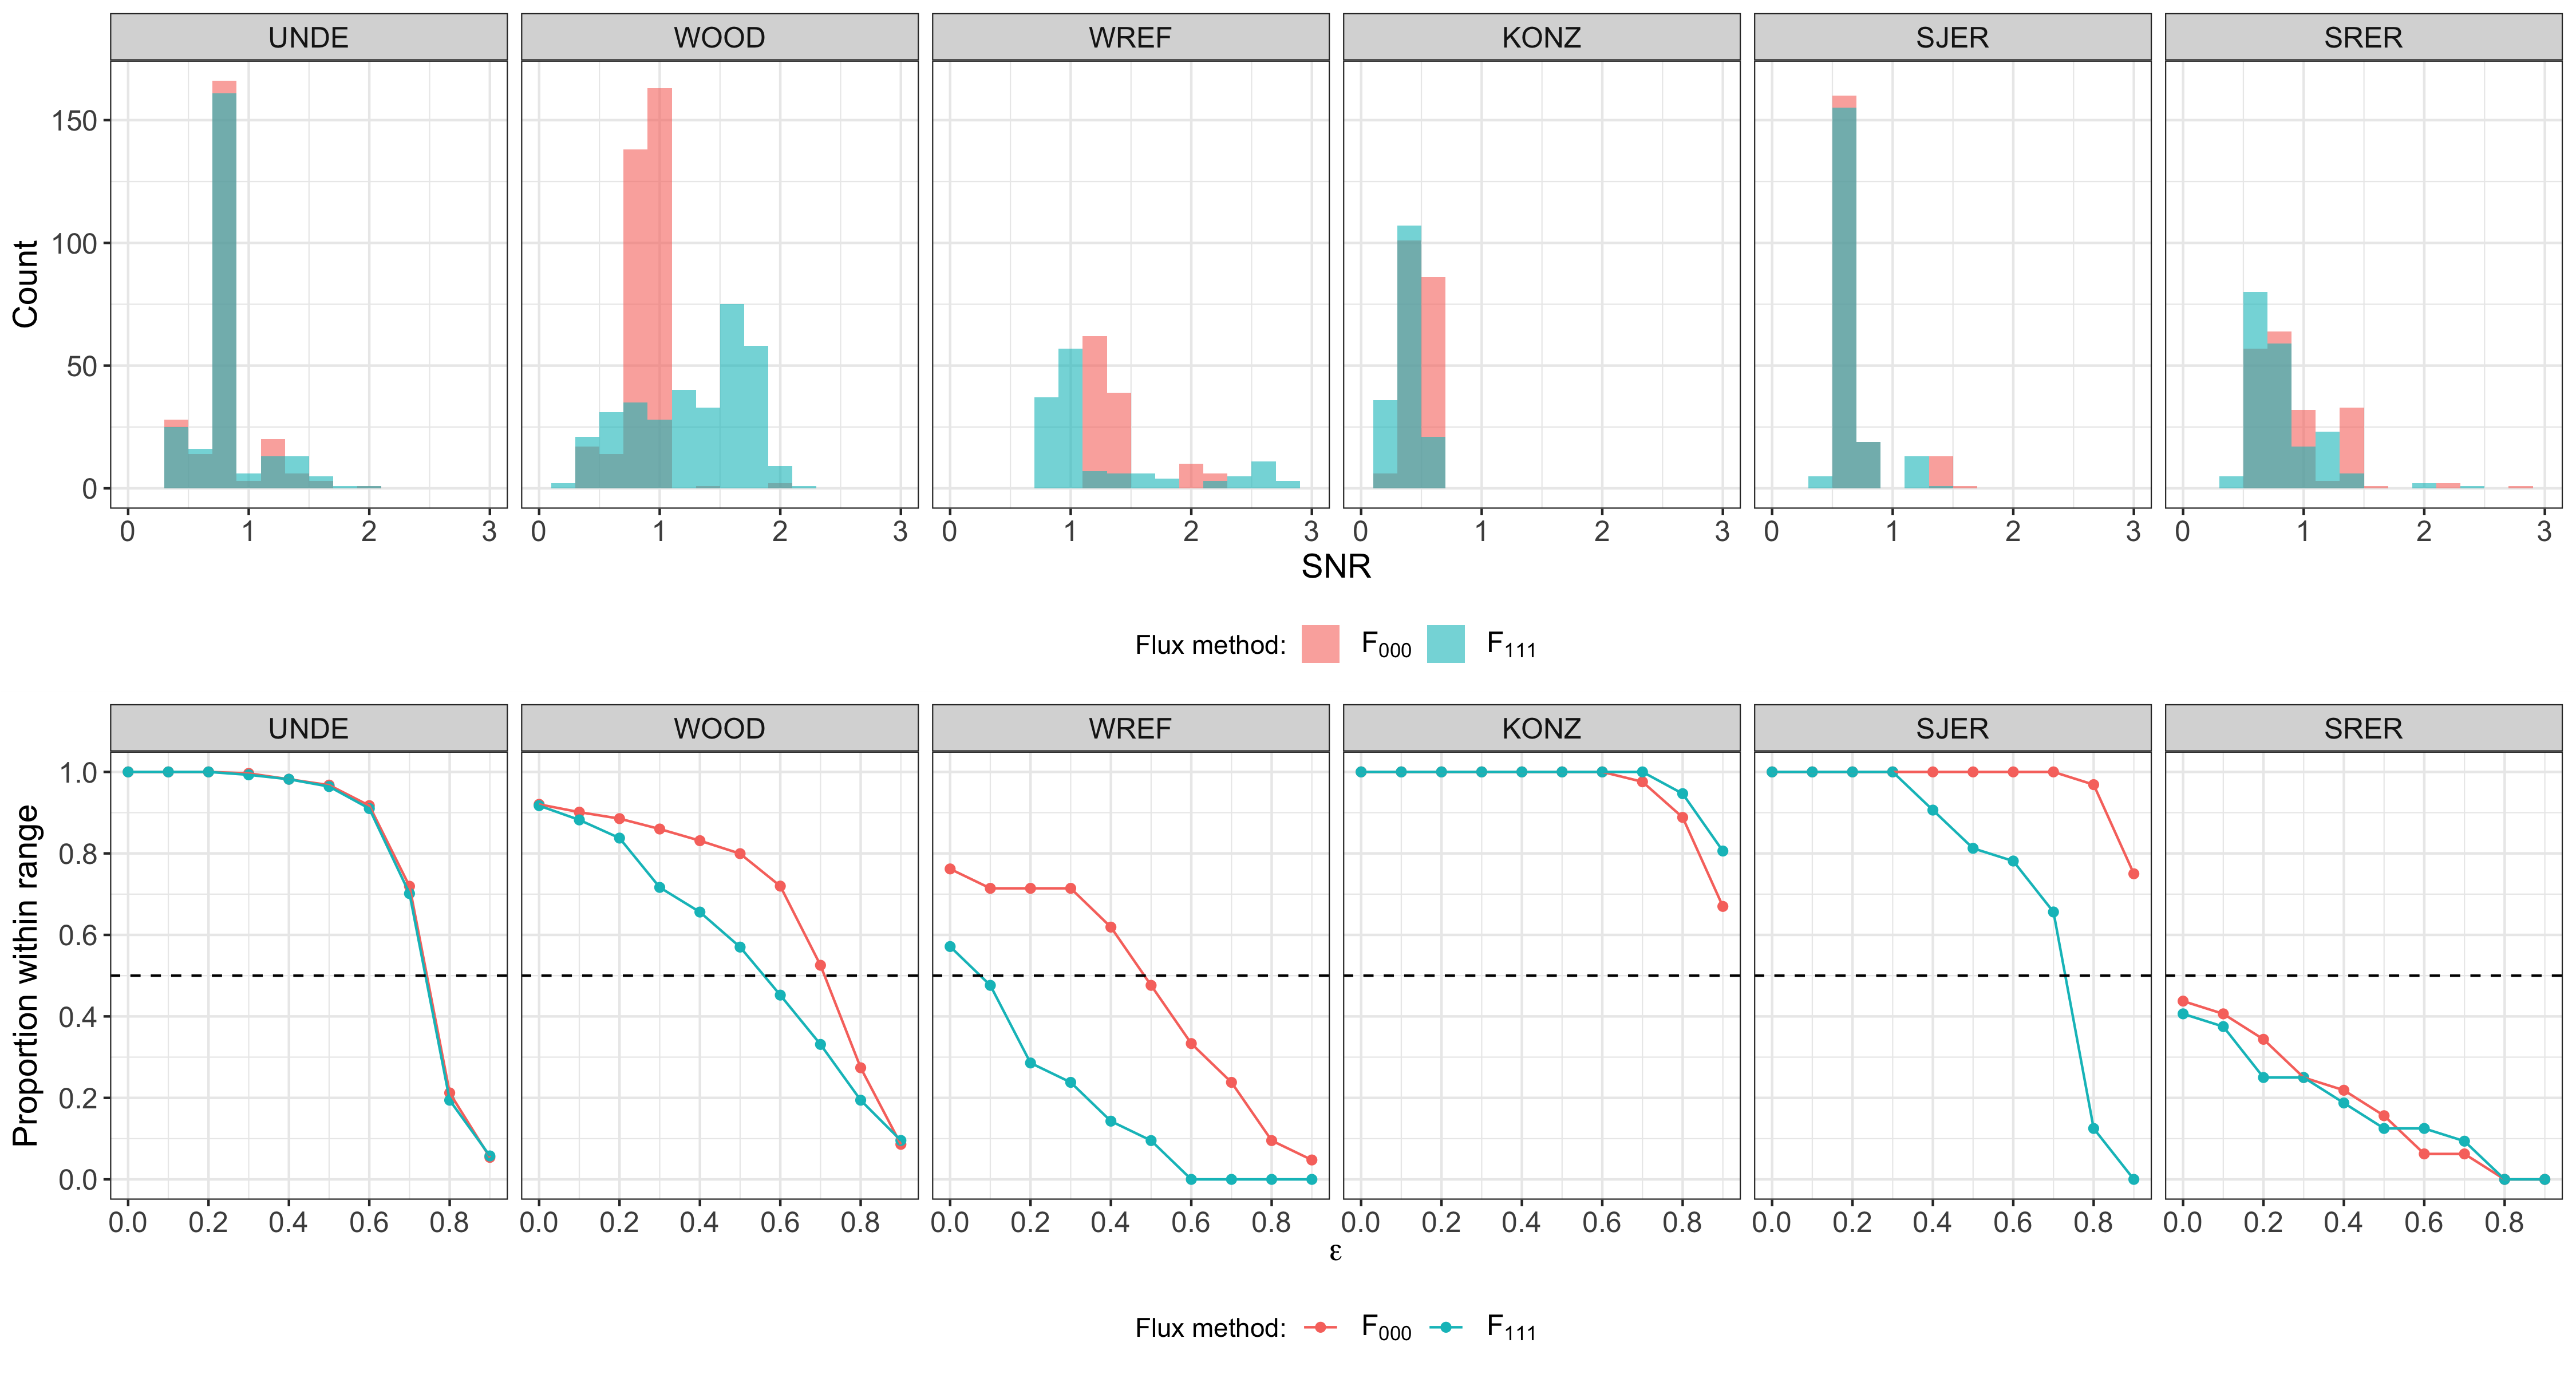 UNDE WOOD WREF KONZ SJER SRER
Count
150
100
50
0
0 1 2 3 0 1 2 3 0 1 2 3 0 1 2 3 0 1 2 3 0 1 2 3
SNR
Flux method: F000 F111
UNDE WOOD WREF KONZ SJER SRER
Proportion within range
1.0
0.8
0.6
0.4
0.2
0.0
0.0 0.2 0.4 0.6 0.8 0.0 0.2 0.4 0.6 0.8 0.0 0.2 0.4 0.6 0.8 0.0 0.2 0.4 0.6 0.8 0.0 0.2 0.4 0.6 0.8 0.0 0.2 0.4 0.6 0.8
ε
Flux method: F000 F111